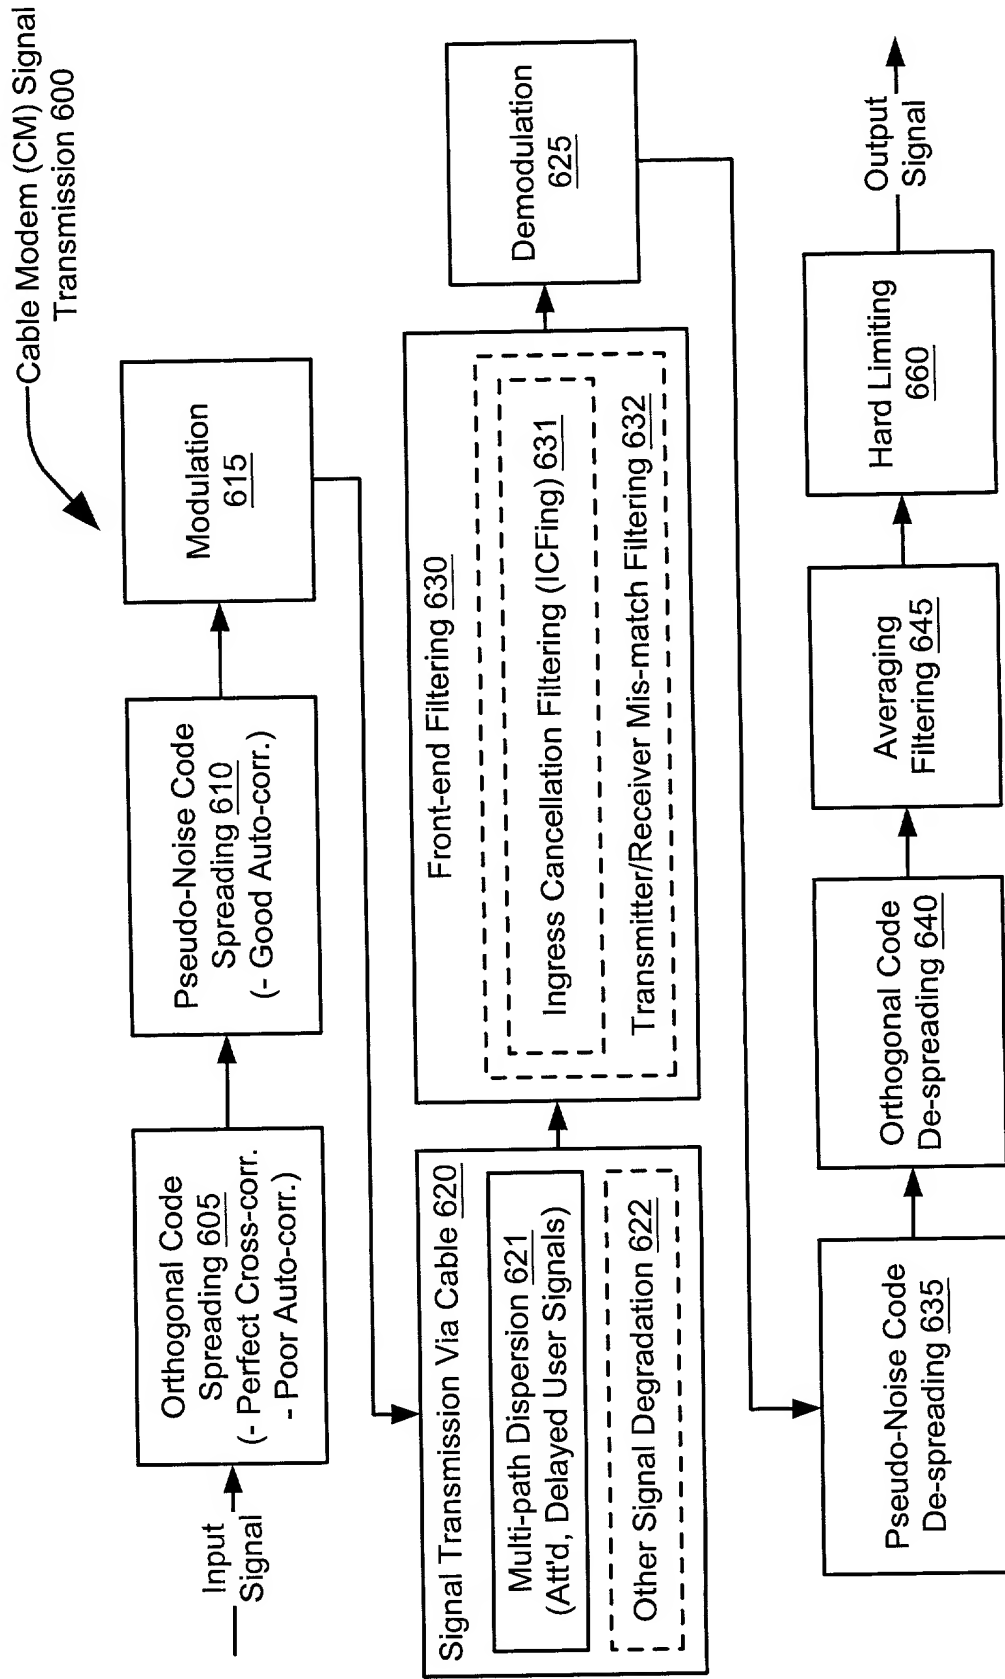 Cable Modem (CM) Signal
Transmission 600
Input
Signal
Orthogonal Code
Spreading 605
(- Perfect Cross-corr.
- Poor Auto-corr.)
Pseudo-Noise Code
Spreading 610
(- Good Auto-corr.)
Modulation
615
Signal Transmission Via Cable 620
Multi-path Dispersion 621
(Att'd, Delayed User Signals)
Other Signal Degradation 622
Front-end Filtering 630
Ingress Cancellation Filtering (ICFing) 631
Transmitter/Receiver Mis-match Filtering 632
Demodulation
625
Pseudo-Noise Code
De-spreading 635
Orthogonal Code
De-spreading 640
Averaging
Filtering 645
Hard Limiting
660
Output
Signal